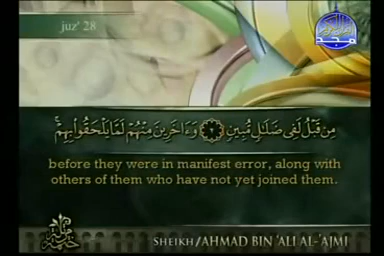 juz' 28
مِن قَبْلُ لَفِى ضَلَٰلٍ مُّبِينٍ ٢ وَءَاخَرِينَ مِنْهُمْ لَمَّا يَلْحَقُوا۟ بِهِمْ ۚ
before they were in manifest error, along with
others of them who have not yet joined them.
SHEIKH/AHMAD BIN 'ALI AL-'AJMI